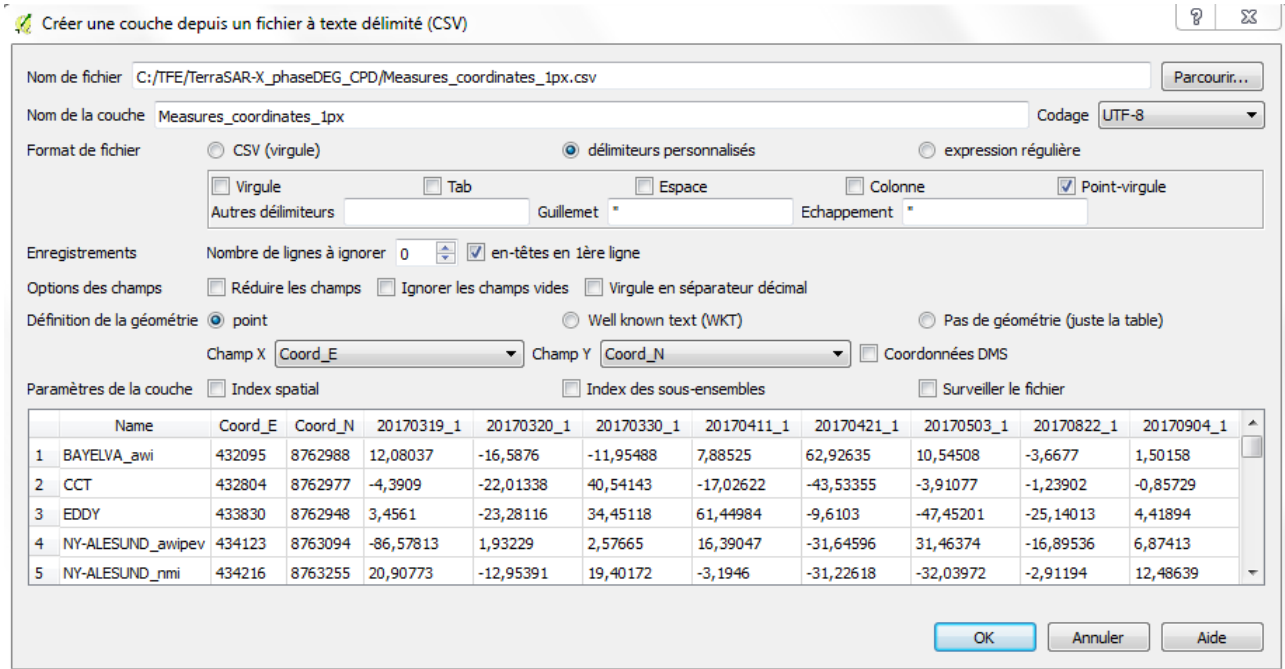 Créer une couche depuis un fichier à texte délimité (CSV)
Nom de fichier C:/TFE/TerraSAR-X_phaseDEG_CPD/Measures_coordinates_1px.csv Parcourir...
Nom de la couche Measures_coordinates_1px Codage UTF-8
Format de fichier CSV (virgule) délimiteurs personnalisés expression régulière
Virgule Tab Espace Colonne Point-virgule
Autres déilimiteurs Guillemet " Echappement "
Enregistrements Nombre de lignes à ignorer 0 en-têtes en 1ère ligne
Options des champs Réduire les champs Ignorer les champs vides Virgule en séparateur décimal
Définition de la géométrie point Well known text (WKT) Pas de géométrie (juste la table)
Champ X Coord_E Champ Y Coord_N Coordonnées DMS
Paramètres de la couche Index spatial Index des sous-ensembles Surveiller le fichier
Name Coord_E Coord_N 20170319_1 20170320_1 20170330_1 20170411_1 20170421_1 20170503_1 20170822_1 20170904_1
1 BAYELVA_awi 432095 8762988 12,08037 -16,5876 -11,95488 7,88525 62,92635 10,54508 -3,6677 1,50158
2 CCT 432804 8762977 -4,3909 -22,01338 40,54143 -17,02622 -43,53355 -3,91077 -1,23902 -0,85729
3 EDDY 433830 8762948 3,4561 -23,28116 34,45118 61,44984 -9,6103 -47,45201 -25,14013 4,41894
4 NY-ALESUND_awipev 434123 8763094 -86,57813 1,93229 2,57665 16,39047 -31,64596 31,46374 -16,89536 6,87413
5 NY-ALESUND_nmi 434216 8763255 20,90773 -12,95391 19,40172 -3,1946 -31,22618 -32,03972 -2,91194 12,48639
OK Annuler Aide